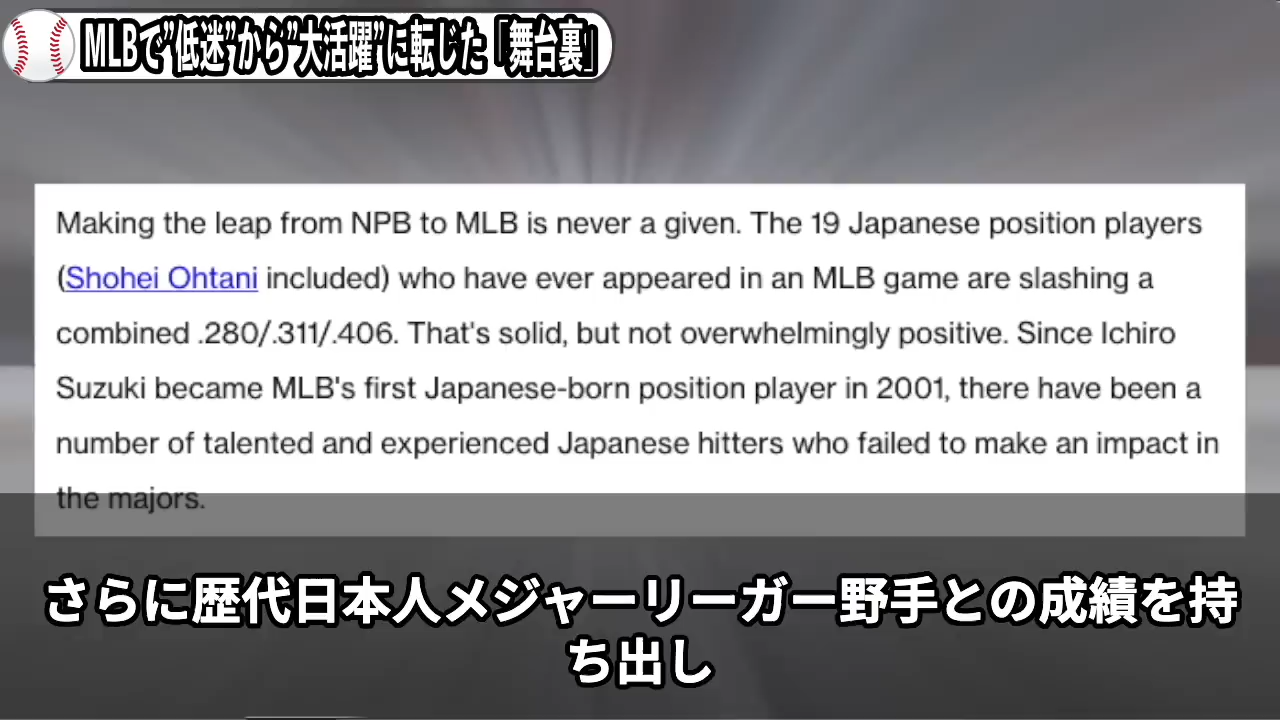 MLBで”低迷”から”大活躍”に転じた「舞台裏」
Making the leap from NPB to MLB is never a given. The 19 Japanese position players
(Shohei Ohtani included) who have ever appeared in an MLB game are slashing a
combined .280/.311/.406. That's solid, but not overwhelmingly positive. Since Ichiro
Suzuki became MLB's first Japanese-born position player in 2001, there have been a
number of talented and experienced Japanese hitters who failed to make an impact in
the majors.
さらに歴代日本人メジャーリーガー野手との成績を持
ち出し